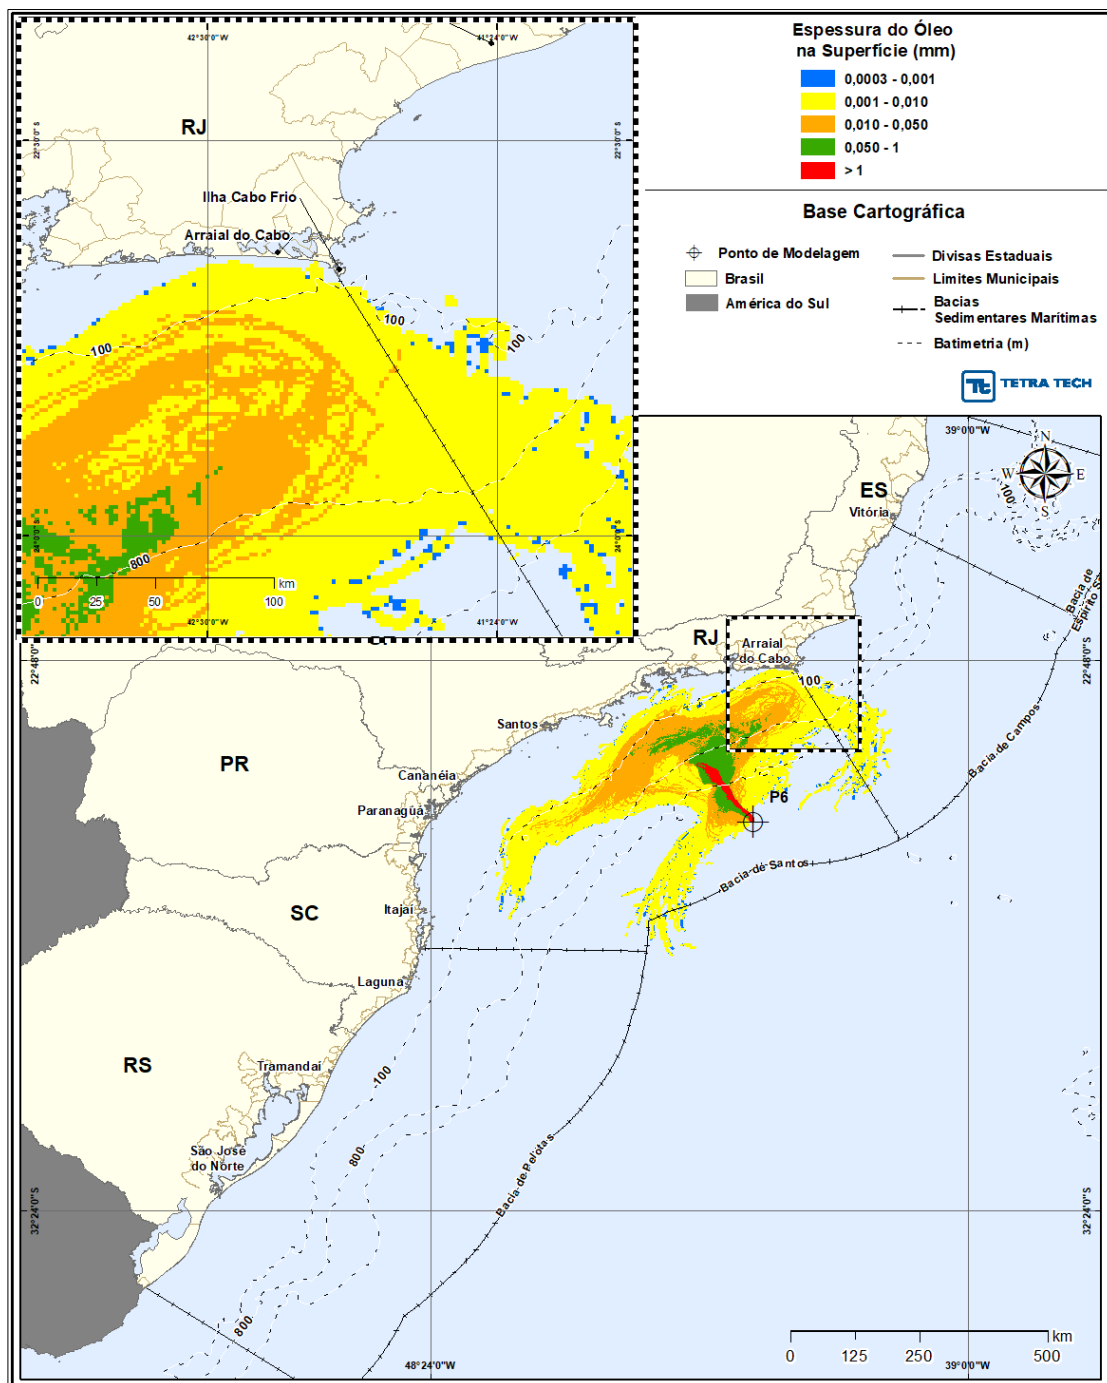 42°30'0"W
41°24'0"W
RJ
22°30'0"S
22°30'0"S
Ilha Cabo Frio
Arraial do Cabo
100
100
100
24°0'0"S
24°0'0"S
800
km
0
25
50
100
42°30'0"W
41°24'0"W
Espessura do Óleo
na Superfície (mm)
0,0003 - 0,001
0,001 - 0,010
0,010 - 0,050
0,050 - 1
> 1
Base Cartográfica
Ponto de Modelagem
Brasil
América do Sul
Divisas Estaduais
Limites Municipais
Bacias
Sedimentares Marítimas
Batimetria (m)
TETRA TECH
39°0'0"W
N
W
E
S
100
ES
Vitória
Bacia de
RJ
Arraial
do Cabo
22°48'0"S
22°48'0"S
100
Santos
PR
Cananéia
Paranaguá
P6
Bacia de Campos
Bacia de Santos
SC
Itajaí
Laguna
RS
Tramandaí
100
São José
do Norte
800
Bacia de Pelotas
32°24'0"S
32°24'0"S
800
km
0
125
250
500
48°24'0"W
39°0'0"W